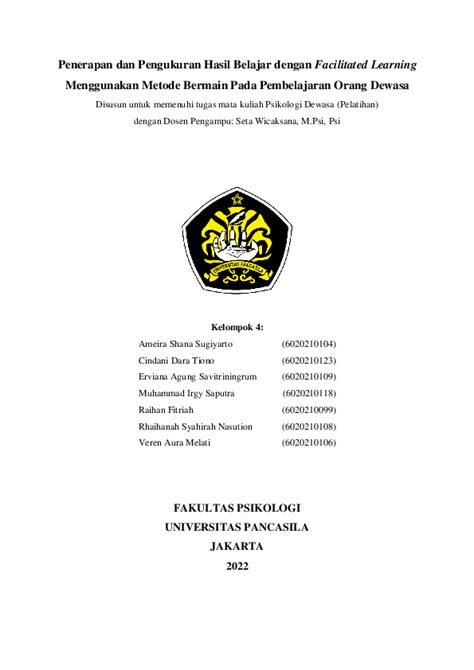 Penerapan dan Pengukuran Hasil Belajar dengan Facilitated Learning
Menggunakan Metode Bermain Pada Pembelajaran Orang Dewasa
Disusun untuk memenuhi tugas mata kuliah Psikologi Dewasa (Pelatihan)
dengan Dosen Pengampu: Seta Wicaksana, M.Psi, Psi
UNIVERSITAS PANCASILA
Kelompok 4:
Ameira Shana Sugiyarto (6020210104)
Cindani Dara Tiono (6020210123)
Erviana Agung Savitriningrum (6020210109)
Muhammad Irgy Saputra (6020210118)
Raihan Fitriah (6020210099)
Rhaihanah Syahirah Nasution (6020210108)
Veren Aura Melati (6020210106)
FAKULTAS PSIKOLOGI
UNIVERSITAS PANCASILA
JAKARTA
2022